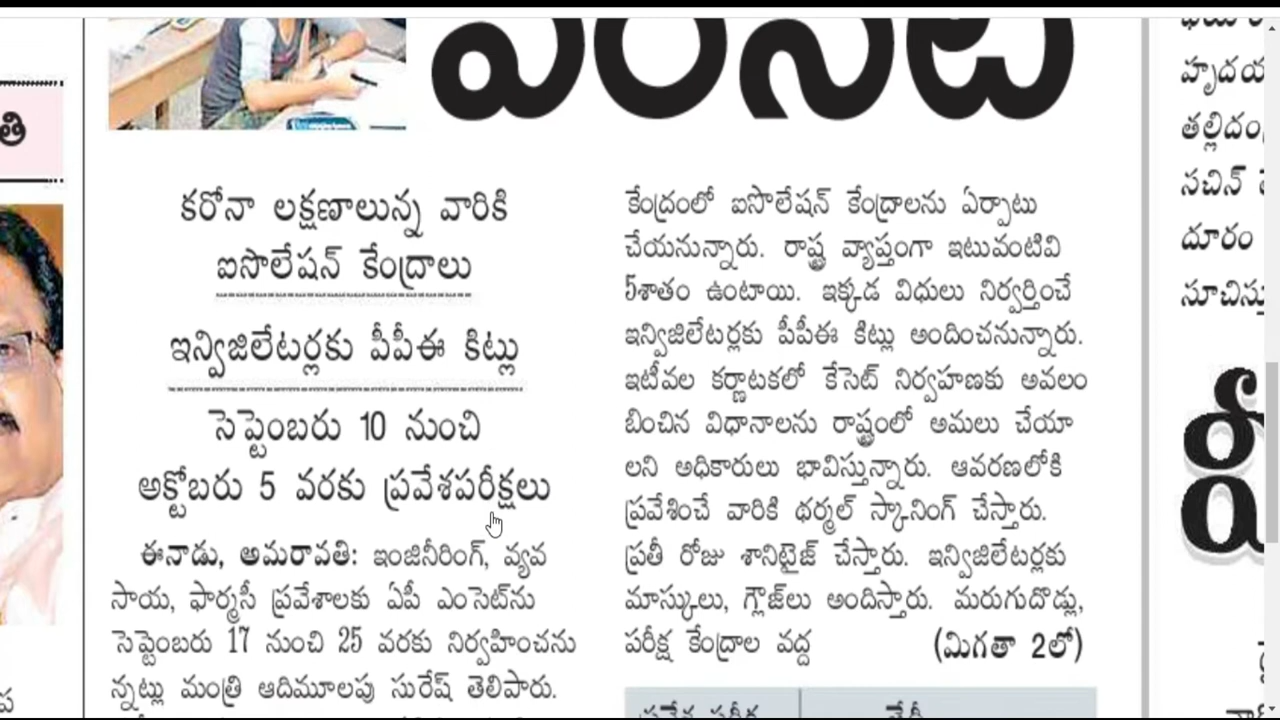 కరోనా లక్షణాలున్న వారికి
ఐసొలేషన్ కేంద్రాలు
ఇన్విజిలేటర్లకు పీపీఈ కిట్లు
సెప్టెంబరు 10 నుంచి
అక్టోబరు 5 వరకు ప్రవేశపరీక్షలు
ఈనాడు, అమరావతి: ఇంజినీరింగ్, వ్యవ
సాయ, ఫార్మసీ ప్రవేశాలకు ఏపీ ఎంసెట్‌ను
సెప్టెంబరు 17 నుంచి 25 వరకు నిర్వహించను
న్నట్లు మంత్రి ఆదిమూలపు సురేష్ తెలిపారు.
కేంద్రంలో ఐసొలేషన్ కేంద్రాలను ఏర్పాటు
చేయనున్నారు. రాష్ట్ర వ్యాప్తంగా ఇటువంటివి
5శాతం ఉంటాయి. ఇక్కడ విధులు నిర్వర్తించే
ఇన్విజిలేటర్లకు పీపీఈ కిట్లు అందించనున్నారు.
ఇటీవల కర్ణాటకలో కేసెట్ నిర్వహణకు అవలం
బించిన విధానాలను రాష్ట్రంలో అమలు చేయా
లని అధికారులు భావిస్తున్నారు. ఆవరణలోకి
ప్రవేశించే వారికి థర్మల్ స్కానింగ్ చేస్తారు.
ప్రతీ రోజు శానిటైజ్ చేస్తారు. ఇన్విజిలేటర్లకు
మాస్కులు, గ్లౌజ్‌లు అందిస్తారు. మరుగుదొడ్లు,
పరీక్ష కేంద్రాల వద్ద (మిగతా 2లో)
తి
హృదయ
సచిన్
దూరం